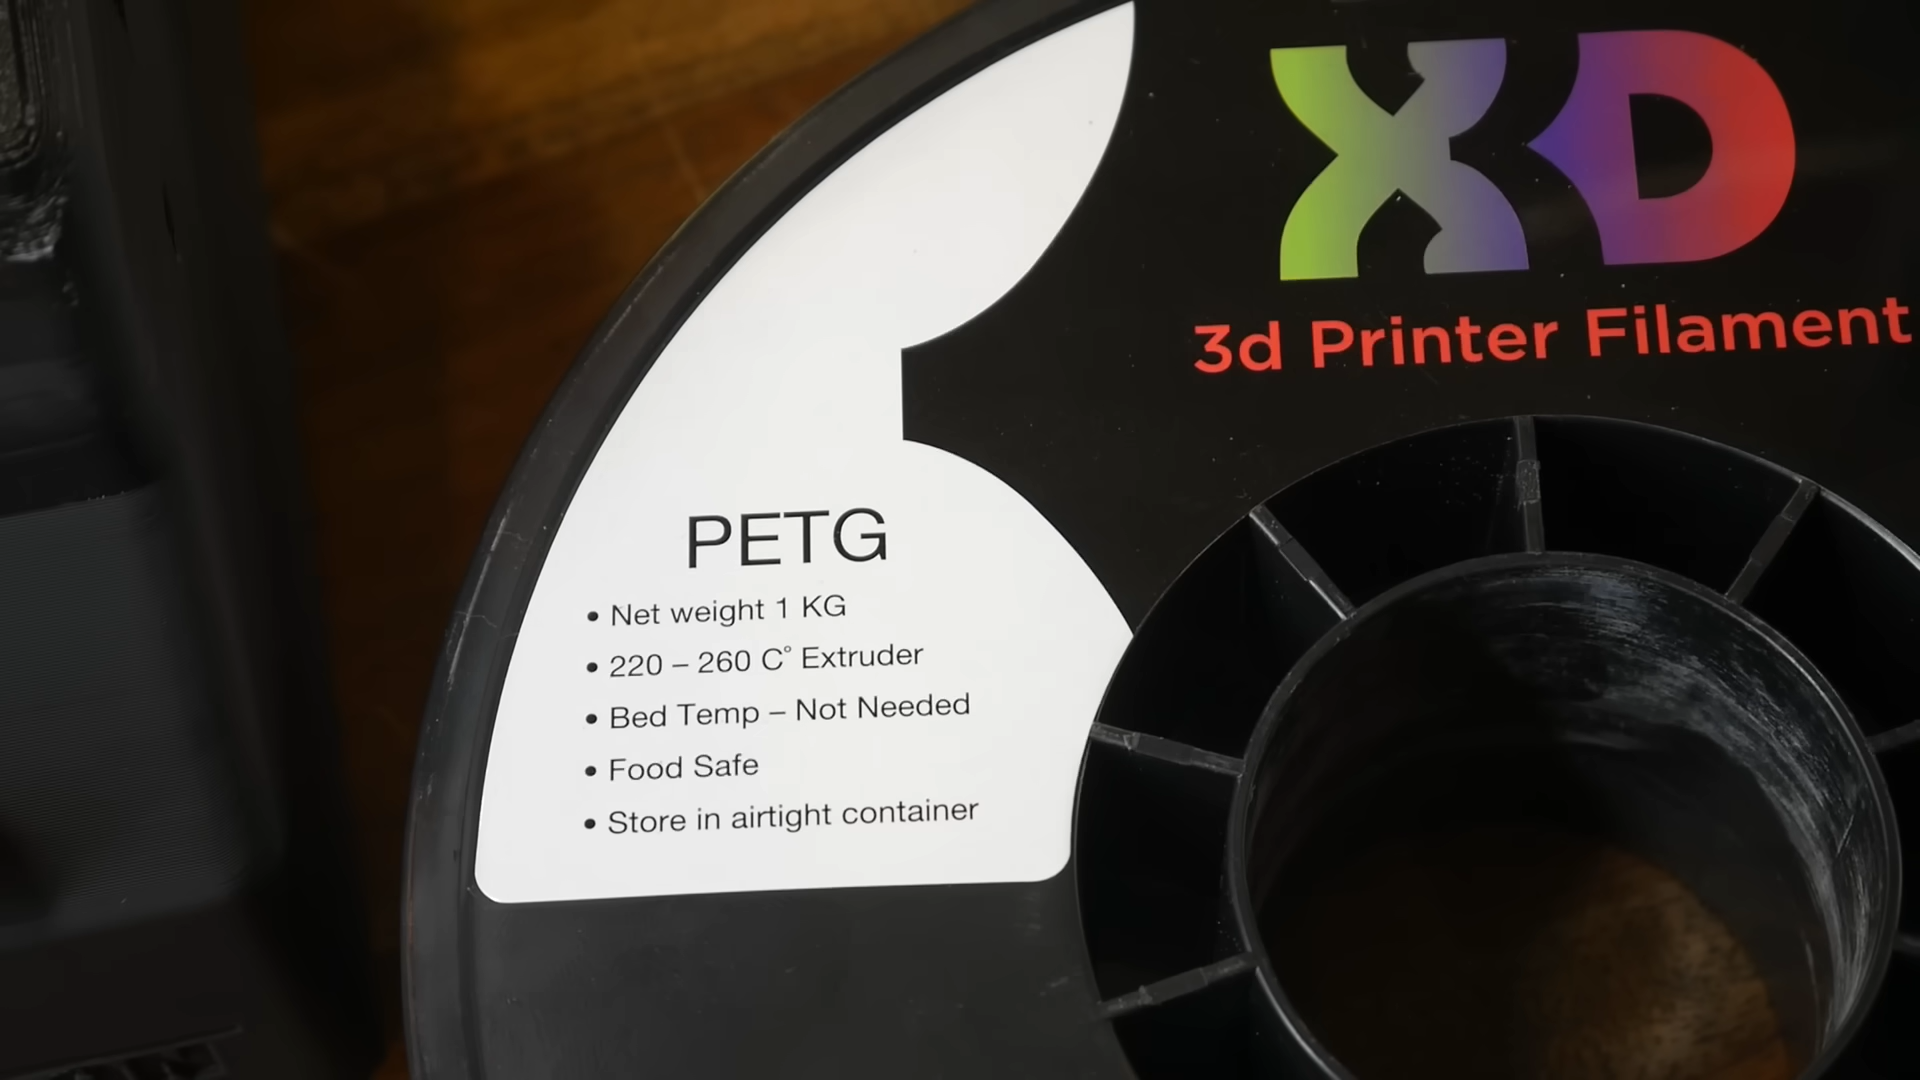 XD
3d Printer Filament
PETG
• Net weight 1 KG
• 220 – 260 C° Extruder
• Bed Temp – Not Needed
• Food Safe
• Store in airtight container